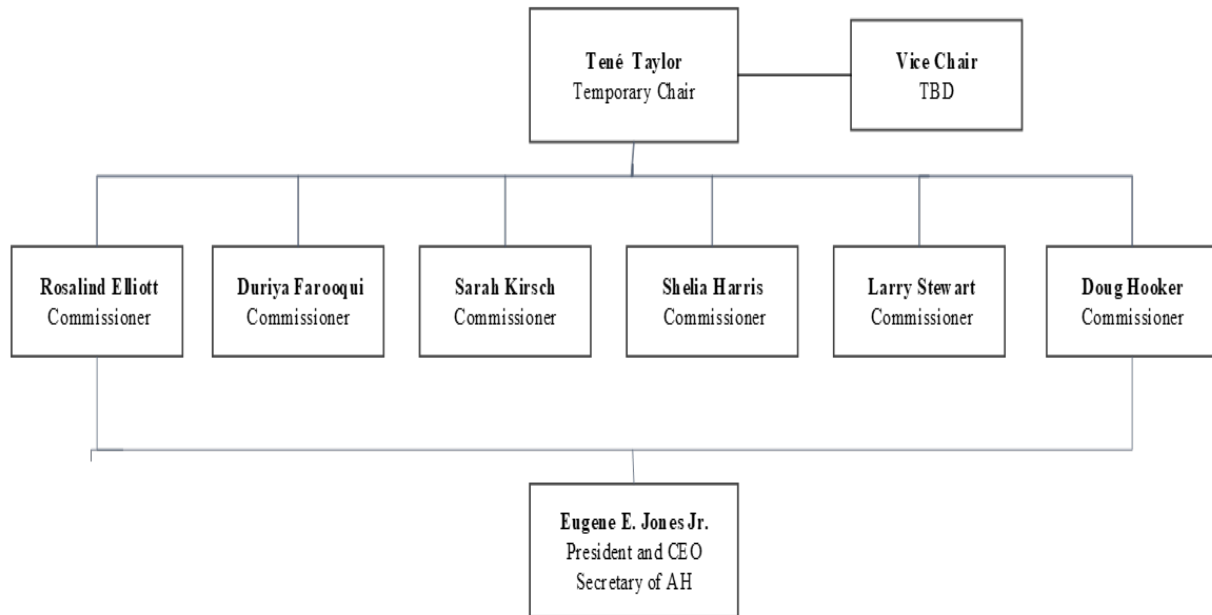 Tené Taylor
Temporary Chair
Vice Chair
TBD
Rosalind Elliott
Commissioner
Duriya Farooqui
Commissioner
Sarah Kirsch
Commissioner
Shelia Harris
Commissioner
Larry Stewart
Commissioner
Doug Hooker
Commissioner
Eugene E. Jones Jr.
President and CEO
Secretary of AH